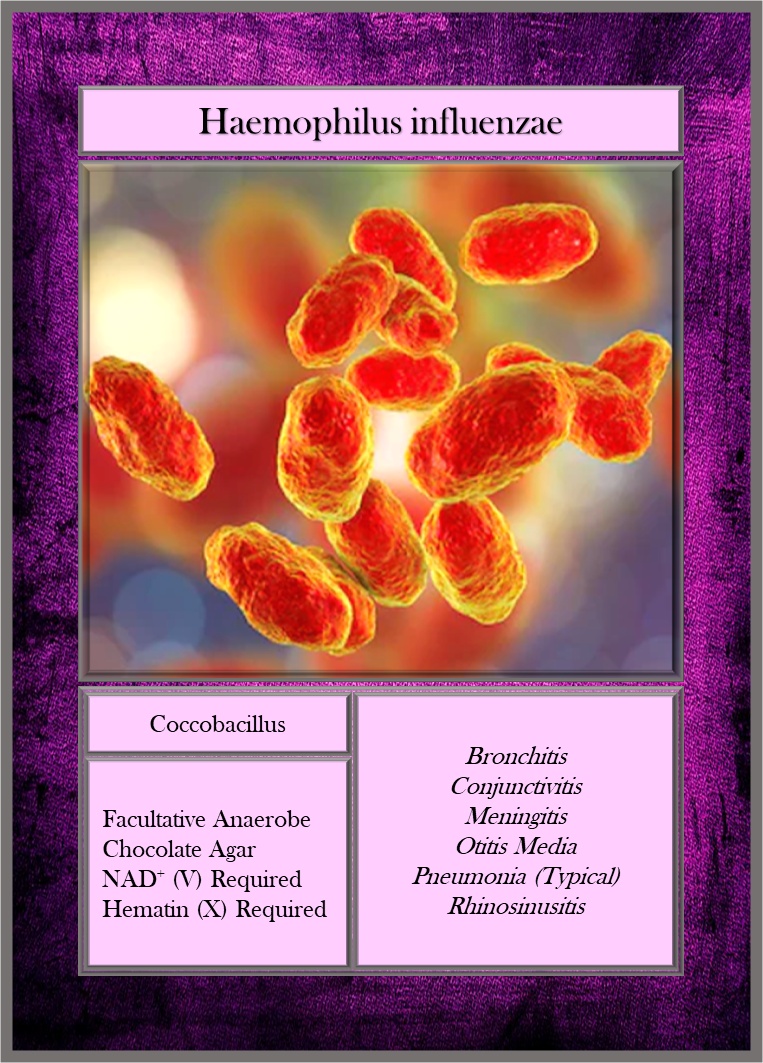 Haemophilus influenzae
Coccobacillus
Facultative Anaerobe
Chocolate Agar
NAD⁺ (V) Required
Hematin (X) Required
Bronchitis
Conjunctivitis
Meningitis
Otitis Media
Pneumonia (Typical)
Rhinosinusitis